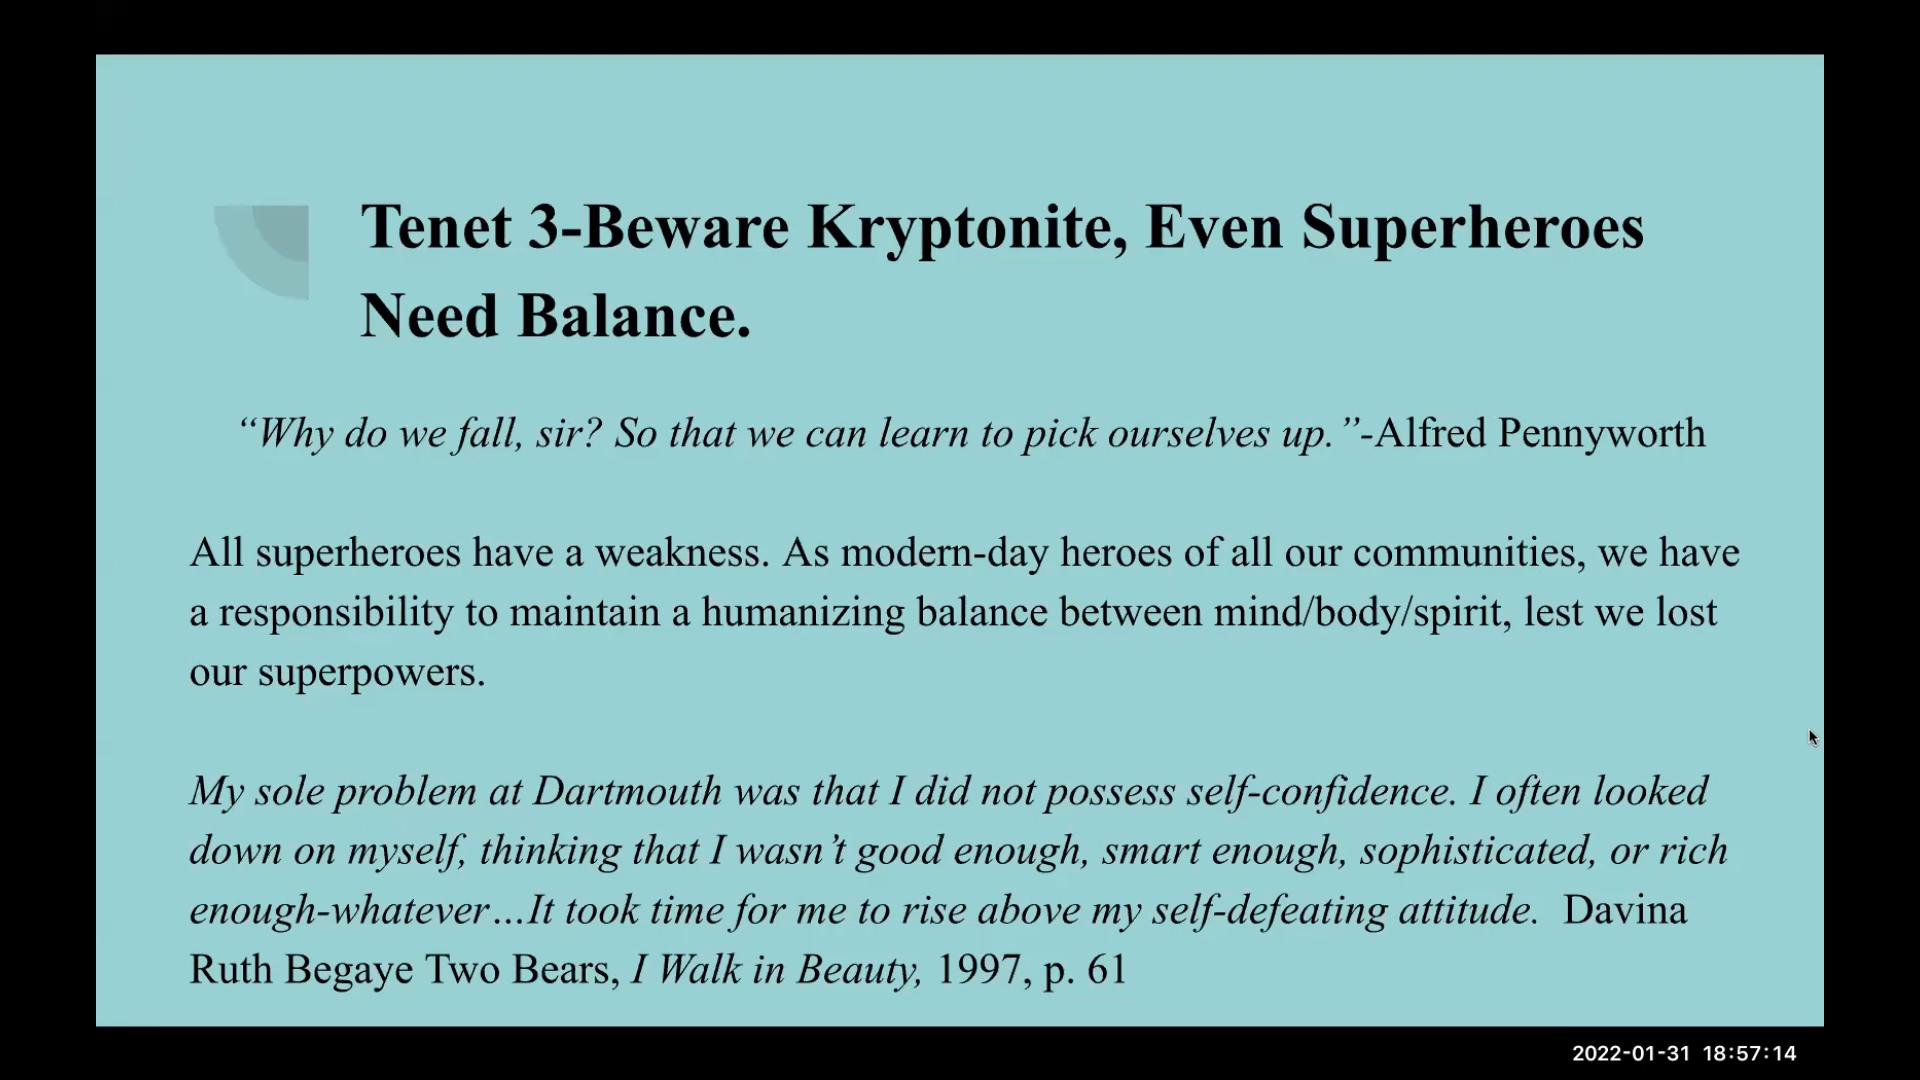 Tenet 3-Beware Kryptonite, Even Superheroes
Need Balance.
“Why do we fall, sir? So that we can learn to pick ourselves up.”-Alfred Pennyworth
All superheroes have a weakness. As modern-day heroes of all our communities, we have
a responsibility to maintain a humanizing balance between mind/body/spirit, lest we lost
our superpowers.
My sole problem at Dartmouth was that I did not possess self-confidence. I often looked
down on myself, thinking that I wasn’t good enough, smart enough, sophisticated, or rich
enough-whatever…It took time for me to rise above my self-defeating attitude.  Davina
Ruth Begaye Two Bears, I Walk in Beauty, 1997, p. 61
2022-01-31 18:57:14